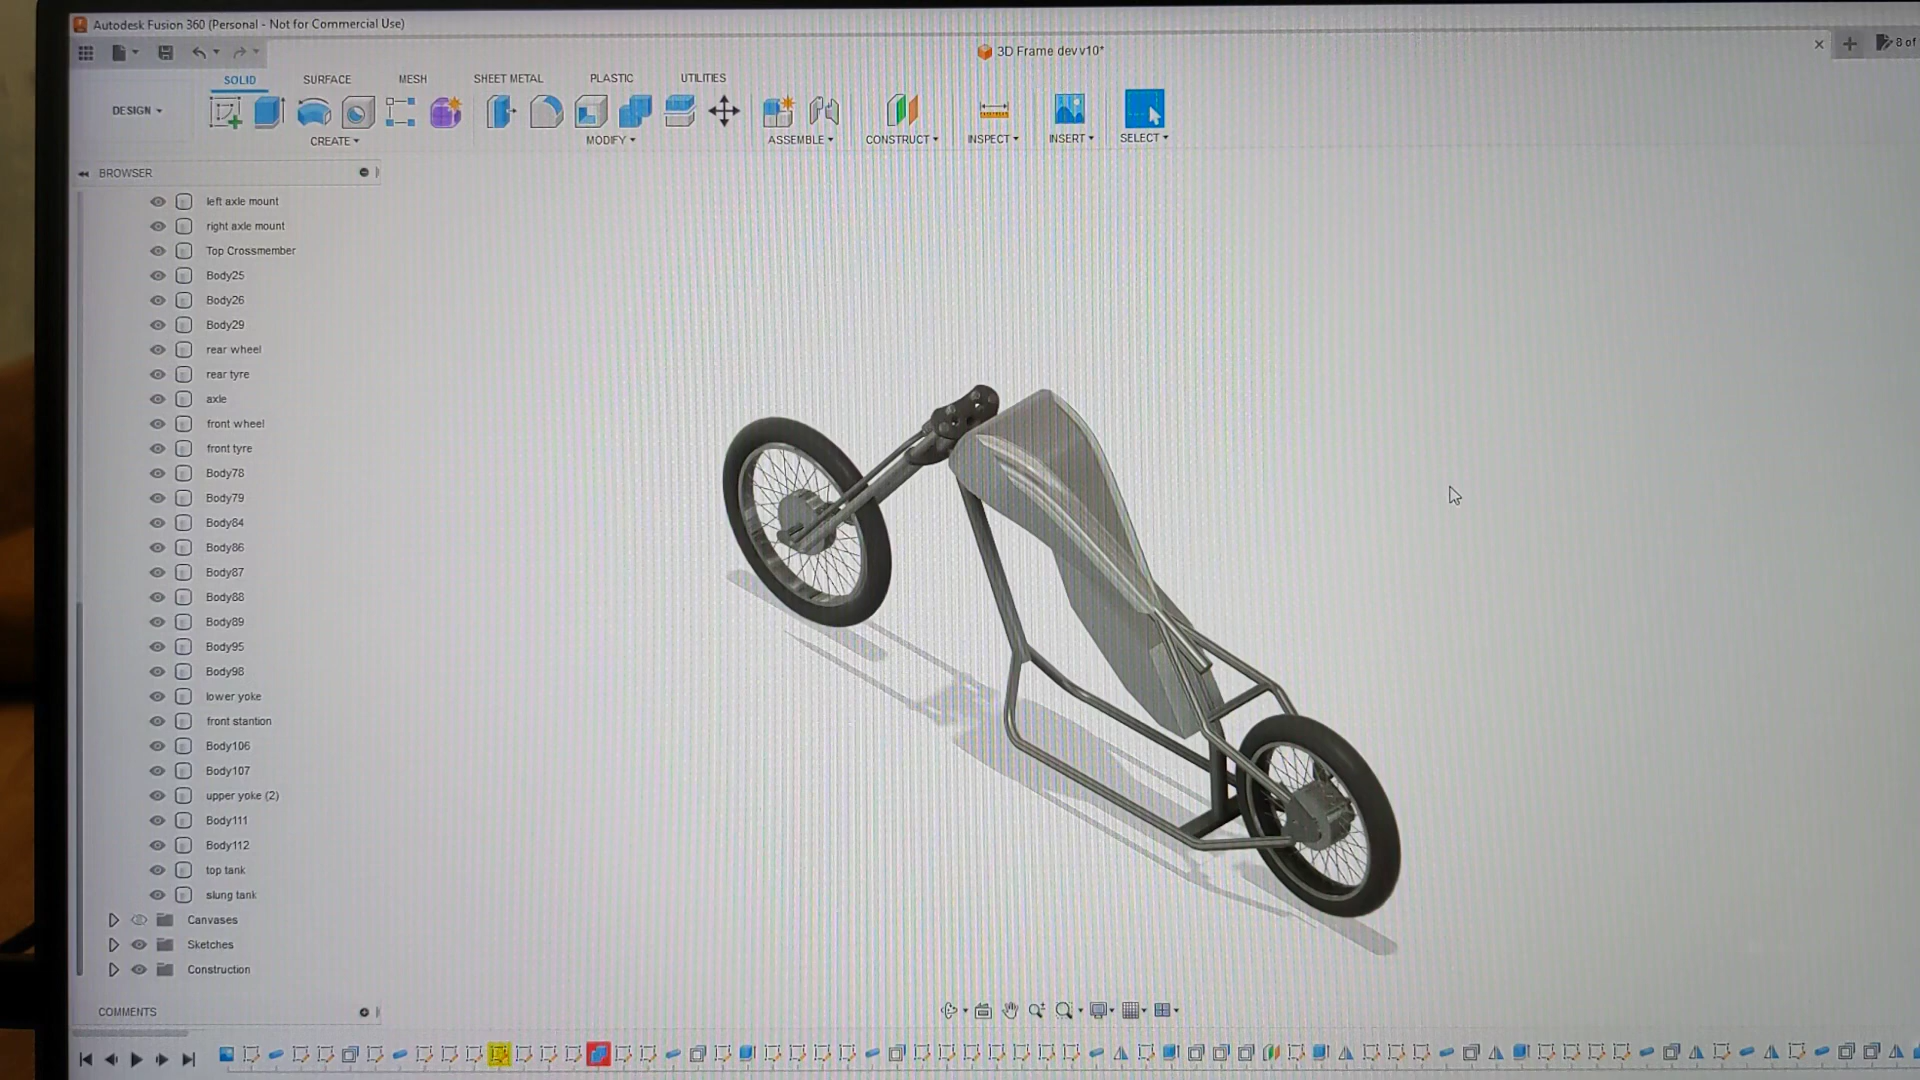 Autodesk Fusion 360 (Personal - Not for Commercial Use)
3D Frame dev v10*
8 of
SOLID
SURFACE
MESH
SHEET METAL
PLASTIC
UTILITIES
DESIGN
CREATE
MODIFY
ASSEMBLE
CONSTRUCT
INSPECT
INSERT
SELECT
BROWSER
left axle mount
right axle mount
Top Crossmember
Body25
Body26
Body29
rear wheel
rear tyre
axle
front wheel
front tyre
Body78
Body79
Body84
Body86
Body87
Body88
Body89
Body95
Body98
lower yoke
front stantion
Body106
Body107
upper yoke (2)
Body111
Body112
top tank
slung tank
Canvases
Sketches
Construction
COMMENTS